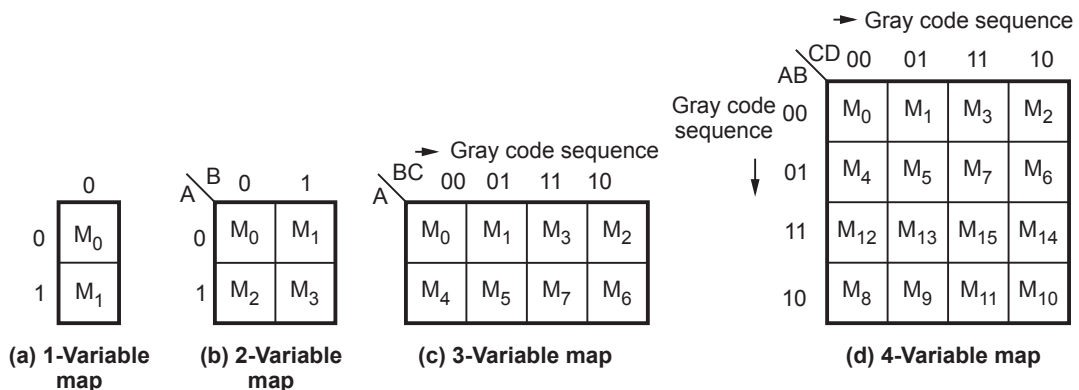 0
0 M0
1 M1
(a) 1-Variable
map
B 0 1
A
0 M0 M1
1 M2 M3
(b) 2-Variable
map
→ Gray code sequence
BC 00 01 11 10
A
M0 M1 M3 M2
M4 M5 M7 M6
(c) 3-Variable map
→ Gray code sequence
CD 00 01 11 10
AB
Gray code
sequence
↓
00 M0 M1 M3 M2
01 M4 M5 M7 M6
11 M12 M13 M15 M14
10 M8 M9 M11 M10
(d) 4-Variable map